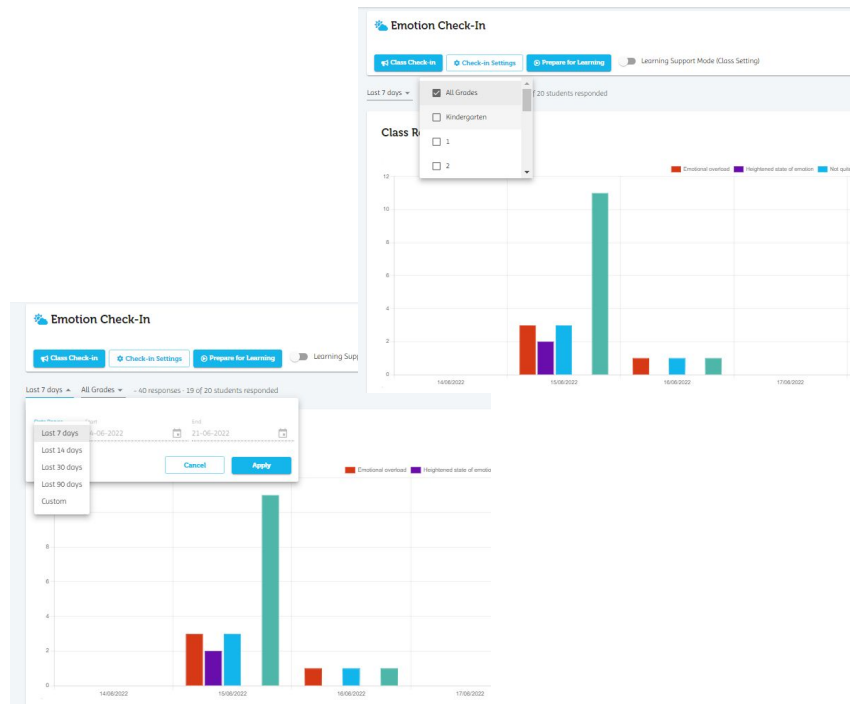 Emotion Check-In
Class Check-in
Check-in Settings
Prepare for Learning
Learning Support Mode (Class Setting)
Last 7 days
of 20 students responded
All Grades
Kindergarten
1
2
Class R
Emotional overload
Heightened state of emotion
Not quite
12
10
8
6
4
2
0
14/08/2022
15/08/2022
16/08/2022
17/08/2022
Emotion Check-In
Class Check-in
Check-in Settings
Prepare for Learning
Learning Supp
Last 7 days
All Grades
- 40 responses - 19 of 20 students responded
End
-06-2022
21-06-2022
Last 7 days
Last 14 days
Last 30 days
Last 90 days
Custom
Cancel
Apply
Emotional overload
Heightened state of emotio
8
6
4
2
0
14/08/2022
15/08/2022
16/08/2022
17/08/2022